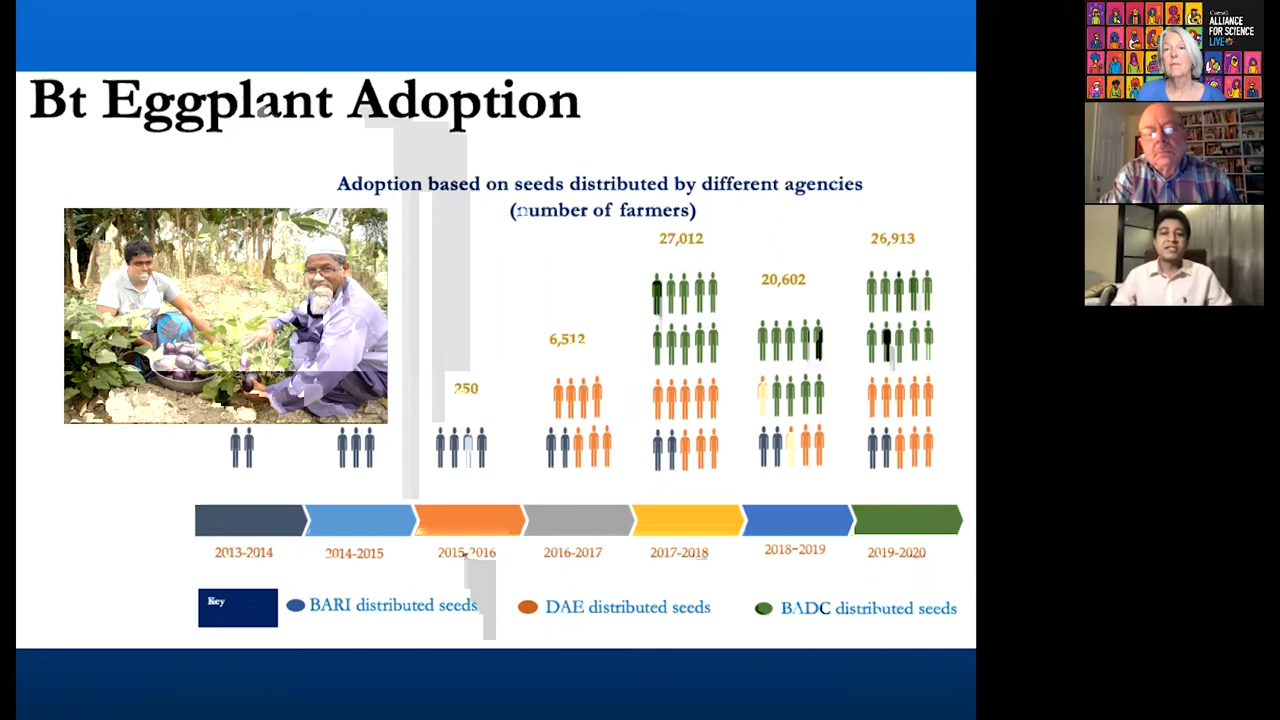 Bt Eggplant Adoption
Adoption based on seeds distributed by different agencies
(number of farmers)
27,012
26,913
20,602
6,512
250
2013-2014
2014-2015
2015-2016
2016-2017
2017-2018
2018-2019
2019-2020
Key
BARI distributed seeds
DAE distributed seeds
BADC distributed seeds
Cornell
ALLIANCE
FOR SCIENCE
LIVE